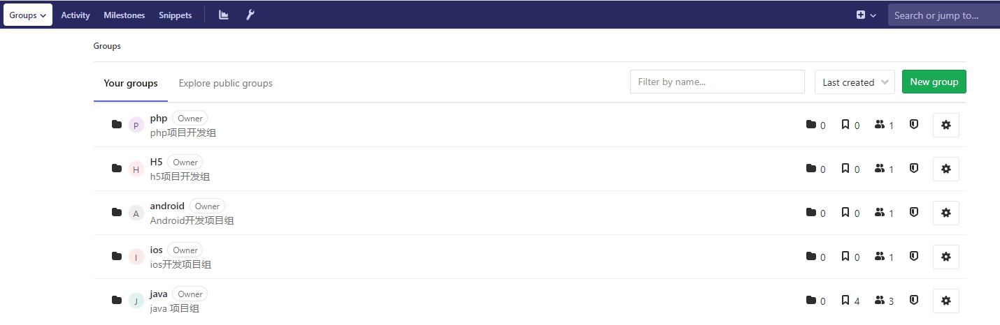 Groups Activity Milestones Snippets Search or jump to...
Groups
Your groups Explore public groups Filter by name... Last created New group
P php Owner 0 0 1
php项目开发组
H H5 Owner 0 0 1
h5项目开发组
A android Owner 0 0 1
Android开发项目组
I ios Owner 0 0 1
ios开发项目组
J java Owner 0 4 3
java 项目组